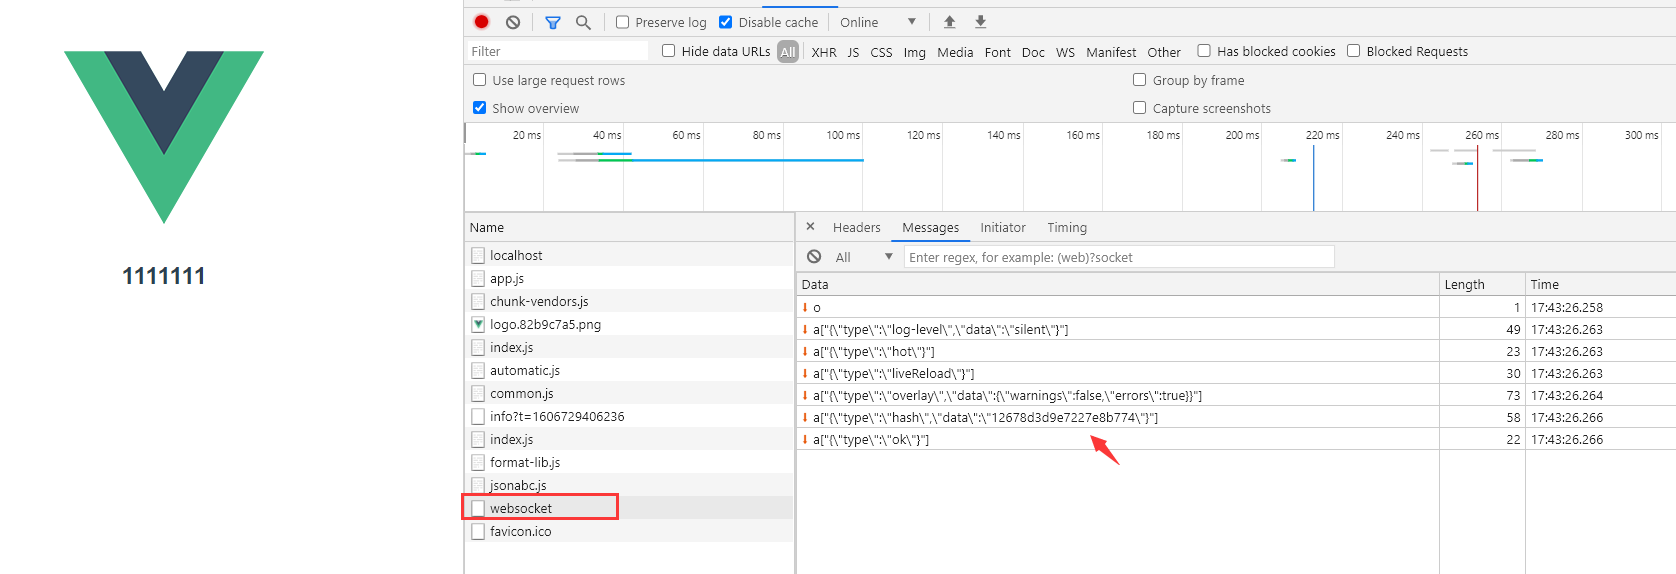 Preserve log Disable cache Online
Filter Hide data URLs All XHR JS CSS Img Media Font Doc WS Manifest Other Has blocked cookies Blocked Requests
Use large request rows Group by frame
Show overview Capture screenshots
20 ms 40 ms 60 ms 80 ms 100 ms 120 ms 140 ms 160 ms 180 ms 200 ms 220 ms 240 ms 260 ms 280 ms 300 ms
1111111
Name
localhost
app.js
chunk-vendors.js
logo.82b9c7a5.png
index.js
automatic.js
common.js
info?t=1606729406236
index.js
format-lib.js
jsonabc.js
websocket
favicon.ico
× Headers Messages Initiator Timing
All Enter regex, for example: (web)?socket
Data Length Time
o 1 17:43:26.258
a["{\"type\":\"log-level\",\"data\":\"silent\"}"] 49 17:43:26.263
a["{\"type\":\"hot\"}"] 23 17:43:26.263
a["{\"type\":\"liveReload\"}"] 30 17:43:26.263
a["{\"type\":\"overlay\",\"data\":{\"warnings\":false,\"errors\":true}}"] 73 17:43:26.264
a["{\"type\":\"hash\",\"data\":\"12678d3d9e7227e8b774\"}"] 58 17:43:26.266
a["{\"type\":\"ok\"}"] 22 17:43:26.266